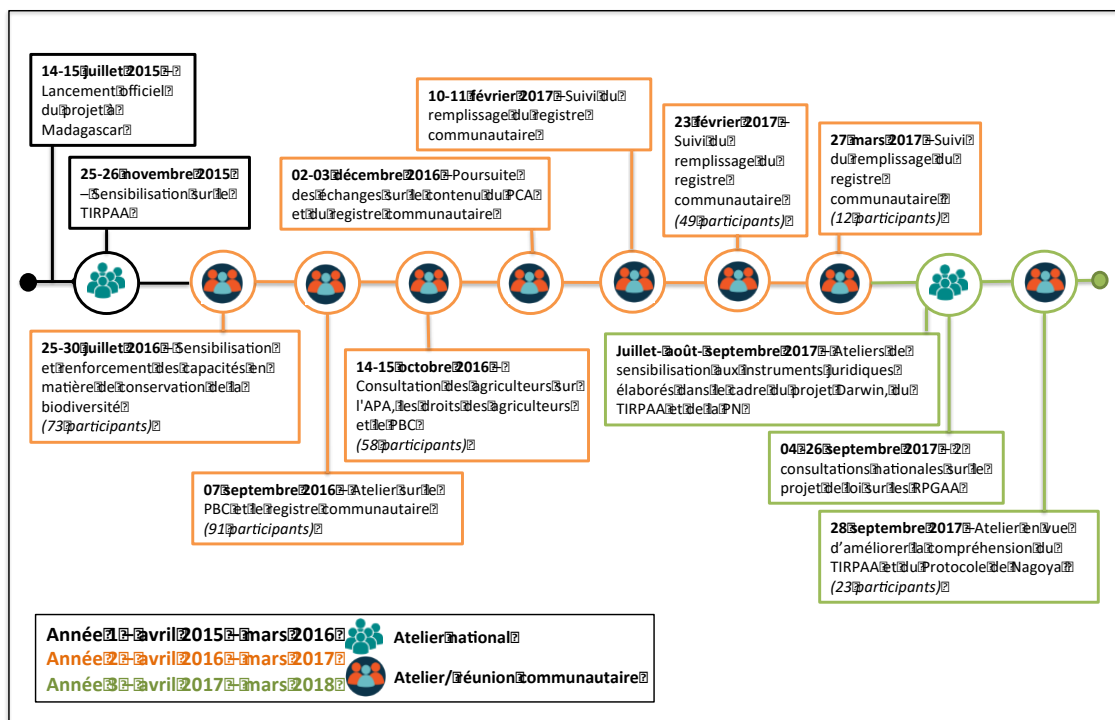 14-15 juillet 2015 –
Lancement officiel
du projet à
Madagascar
25-26 novembre 2015
– Sensibilisation sur le
TIRPAA
02-03 décembre 2016 – Poursuite
des échanges sur le contenu du PCA
et du registre communautaire
10-11 février 2017 – Suivi du
remplissage du registre
communautaire
23 février 2017 –
Suivi du
remplissage du
registre
communautaire
(49 participants)
27 mars 2017 – Suivi
du remplissage du
registre
communautaire
(12 participants)
25-30 juillet 2016 – Sensibilisation
et renforcement des capacités en
matière de conservation de la
biodiversité
(73 participants)
07 septembre 2016 – Atelier sur le
PBC et le registre communautaire
(91 participants)
14-15 octobre 2016 –
Consultation des agriculteurs sur
l'APA, les droits des agriculteurs
et le PBC
(58 participants)
Juillet- août- septembre 2017 – Ateliers de
sensibilisation aux instruments juridiques
élaborés dans le cadre du projet Darwin, du
TIRPAA et de la PN
04 26 septembre 2017 – 2
consultations nationales sur le
projet de loi sur les RPGAA
28 septembre 2017 – Atelier en vue
d'améliorer la compréhension du
TIRPAA et du Protocole de Nagoya
(23 participants)
Année 1 – avril 2015 – mars 2016
Année 2 – avril 2016 – mars 2017
Année 3 – avril 2017 – mars 2018
Atelier national
Atelier/ réunion communautaire